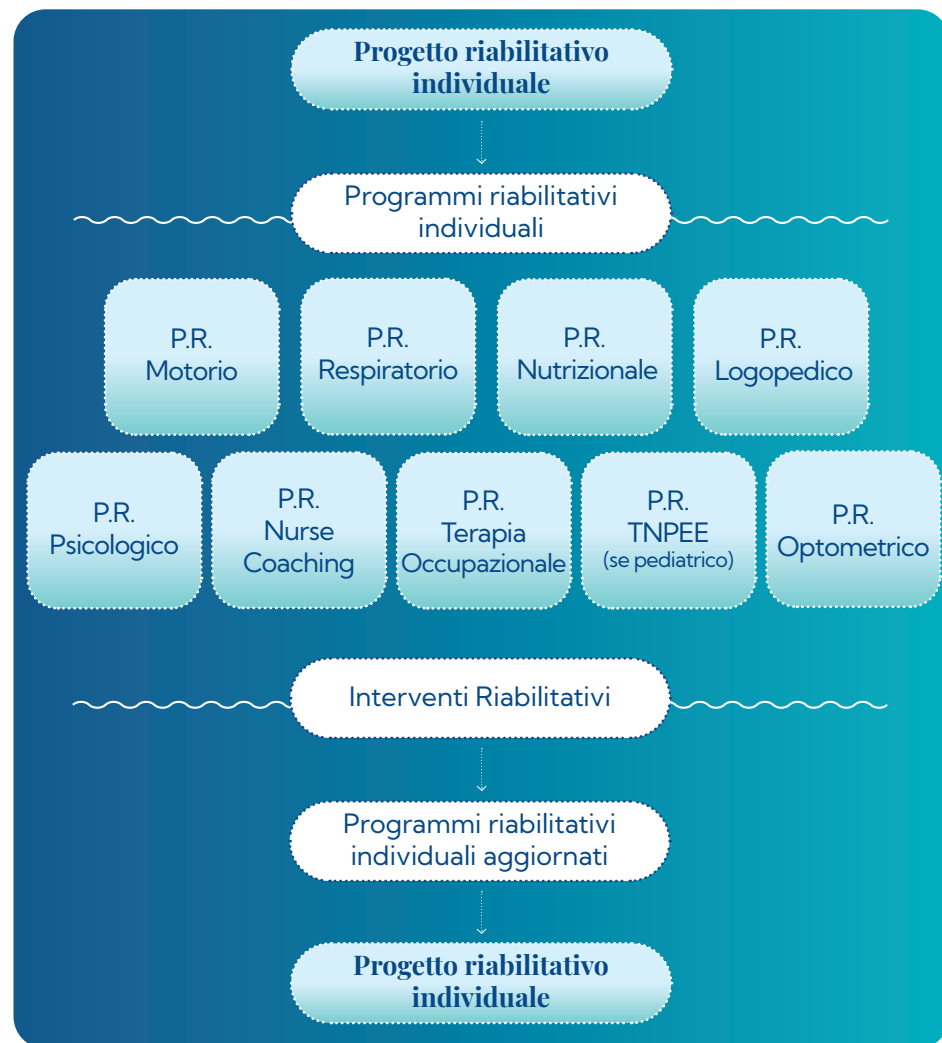 Progetto riabilitativo
individuale
Programmi riabilitativi
individuali
P.R.
Motorio
P.R.
Respiratorio
P.R.
Nutrizionale
P.R.
Logopedico
P.R.
Psicologico
P.R.
Nurse
Coaching
P.R.
Terapia
Occupazionale
P.R.
TNPEE
(se pediatrico)
P.R.
Optometrico
Interventi Riabilitativi
Programmi riabilitativi
individuali aggiornati
Progetto riabilitativo
individuale